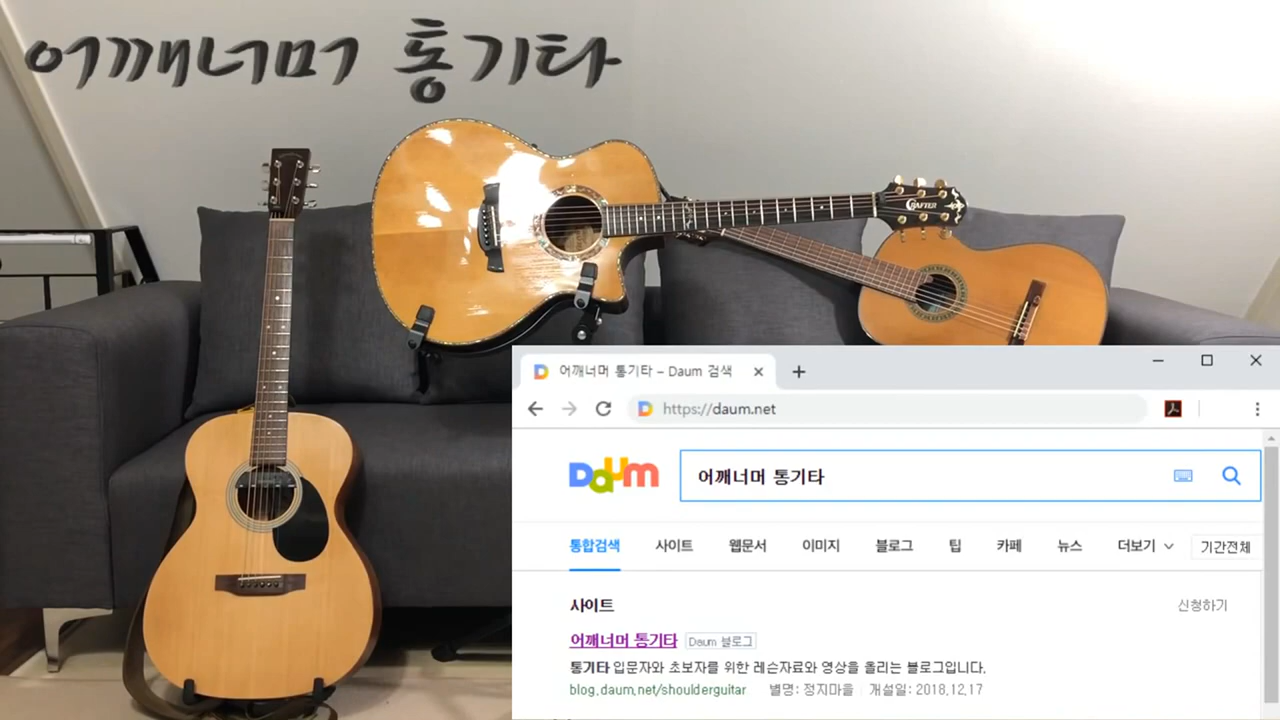 어깨너머 통기타
CRAFTER
어깨너머 통기타 – Daum 검색
https://daum.net
Daum
어깨너머 통기타
통합검색 사이트 웹문서 이미지 블로그 팁 카페 뉴스 더보기 기간전체
사이트
신청하기
어깨너머 통기타 Daum 블로그
통기타 입문자와 초보자를 위한 레슨자료와 영상을 올리는 블로그입니다.
blog.daum.net/shoulderguitar 별명: 정지마을 개설일: 2018.12.17